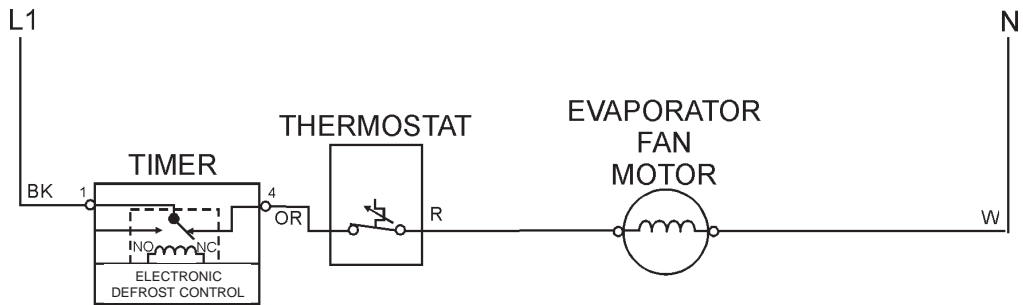 L1
N
EVAPORATOR
FAN
MOTOR
THERMOSTAT
TIMER
BK
1
4
OR
R
W
NO
NC
ELECTRONIC
DEFROST CONTROL